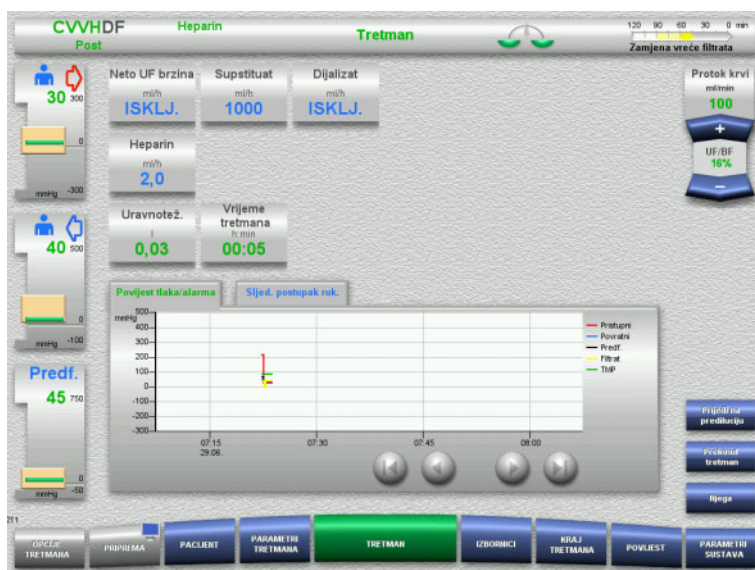 CVVHDF
Post
Heparin
Tretman
120 90 60 30 0 min
Zamjena vreće filtrata
30 300
0
mmHg -300
40 500
0
mmHg -100
Predf.
45 750
0
mmHg -50
Neto UF brzina
ml/h
ISKLJ.
Supstituat
ml/h
1000
Dijalizat
ml/h
ISKLJ.
Heparin
ml/h
2,0
Uravnotež.
l
0,03
Vrijeme
tretmana
h:min
00:05
Protok krvi
ml/min
100
+
UF/BF
16%
−
Povijest tlaka/alarma
Sljed. postupak ruk.
mmHg
500
400
300
200
100
0
-100
-200
-300
07:15 07:30 07:45 08:00
29.06.
Pristupni
Povratni
Predf.
Filtrat
TMP
Prijeđi na
prediluciju
Prekinuti
tretman
Njega
211
OPCIJE
TRETMANA
PRIPREMA
PACIJENT
PARAMETRI
TRETMANA
TRETMAN
IZBORNICI
KRAJ
TRETMANA
POVIJEST
PARAMETRI
SUSTAVA